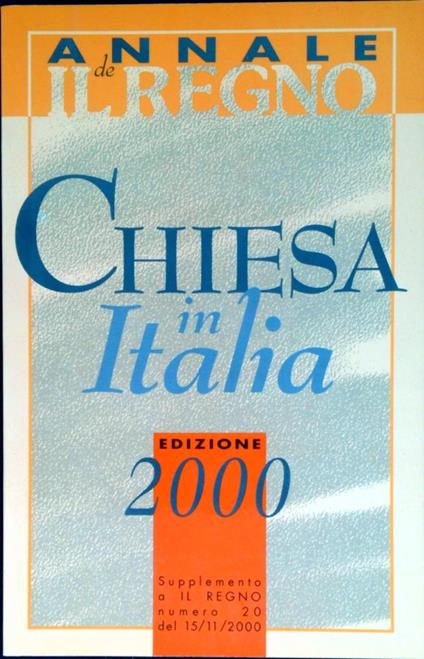 ANNALE
de
IL REGNO
CHIESA
in
Italia
EDIZIONE
2000
Supplemento
a IL REGNO
numero 20
del 15/11/2000